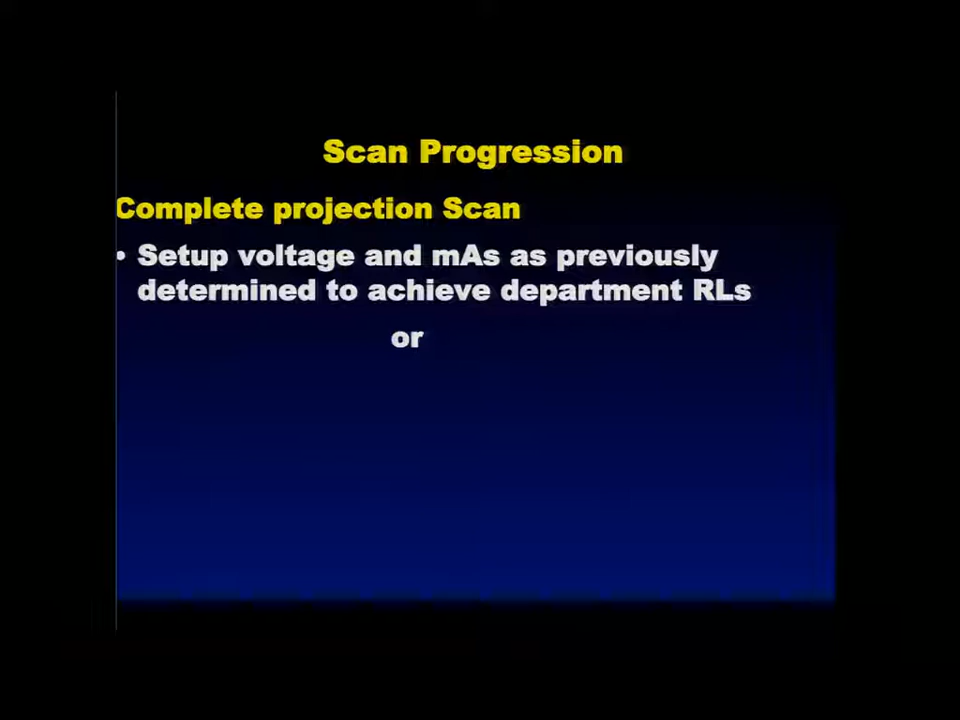 Scan Progression
Complete projection Scan
• Setup voltage and mAs as previously
determined to achieve department RLs
or